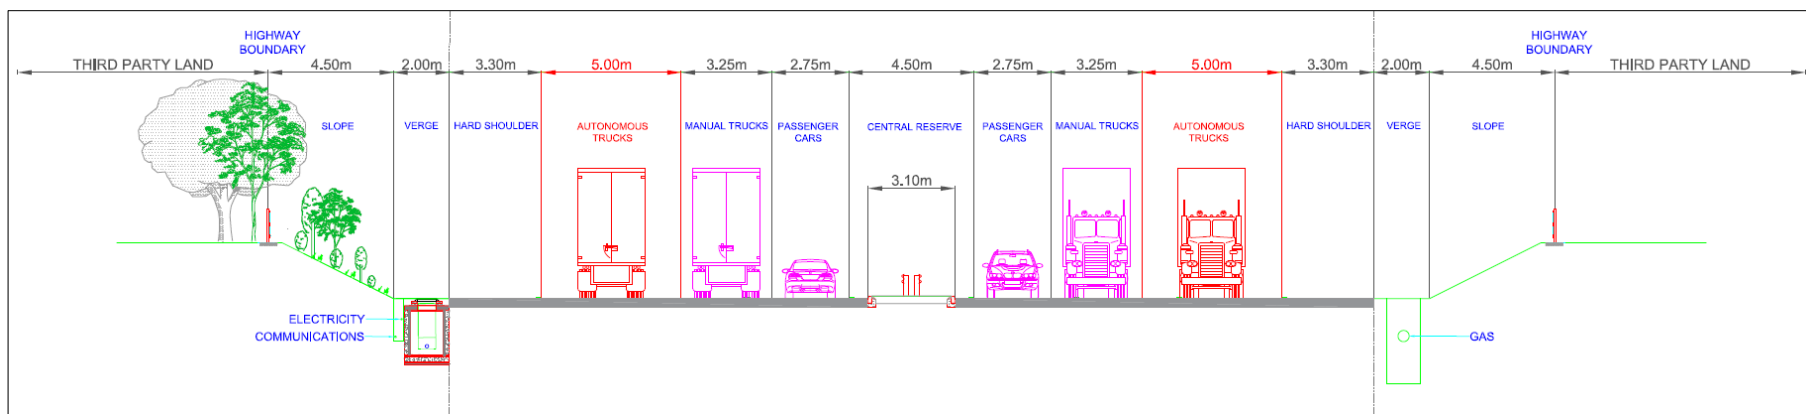 HIGHWAY
BOUNDARY
HIGHWAY
BOUNDARY
THIRD PARTY LAND 4.50m 2.00m 3.30m 5.00m 3.25m 2.75m 4.50m 2.75m 3.25m 5.00m 3.30m 2.00m 4.50m THIRD PARTY LAND
SLOPE VERGE HARD SHOULDER AUTONOMOUS
TRUCKS MANUAL TRUCKS PASSENGER
CARS CENTRAL RESERVE PASSENGER
CARS MANUAL TRUCKS AUTONOMOUS
TRUCKS HARD SHOULDER VERGE SLOPE
3.10m
ELECTRICITY
COMMUNICATIONS
GAS